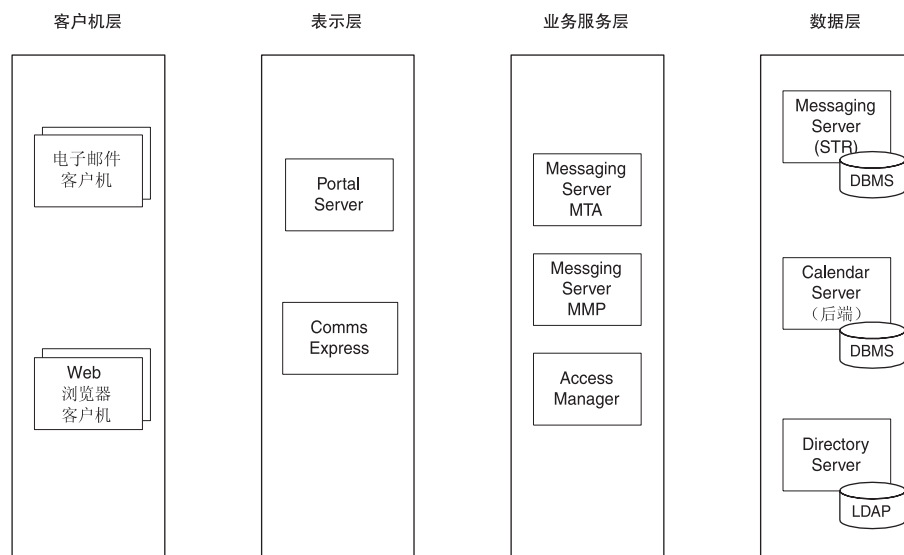 客户机层
表示层
业务服务层
数据层
电子邮件
客户机
Web
浏览器
客户机
Portal
Server
Comms
Express
Messaging
Server
MTA
Messging
Server
MMP
Access
Manager
Messaging
Server
(STR)
DBMS
Calendar
Server
（后端）
DBMS
Directory
Server
LDAP